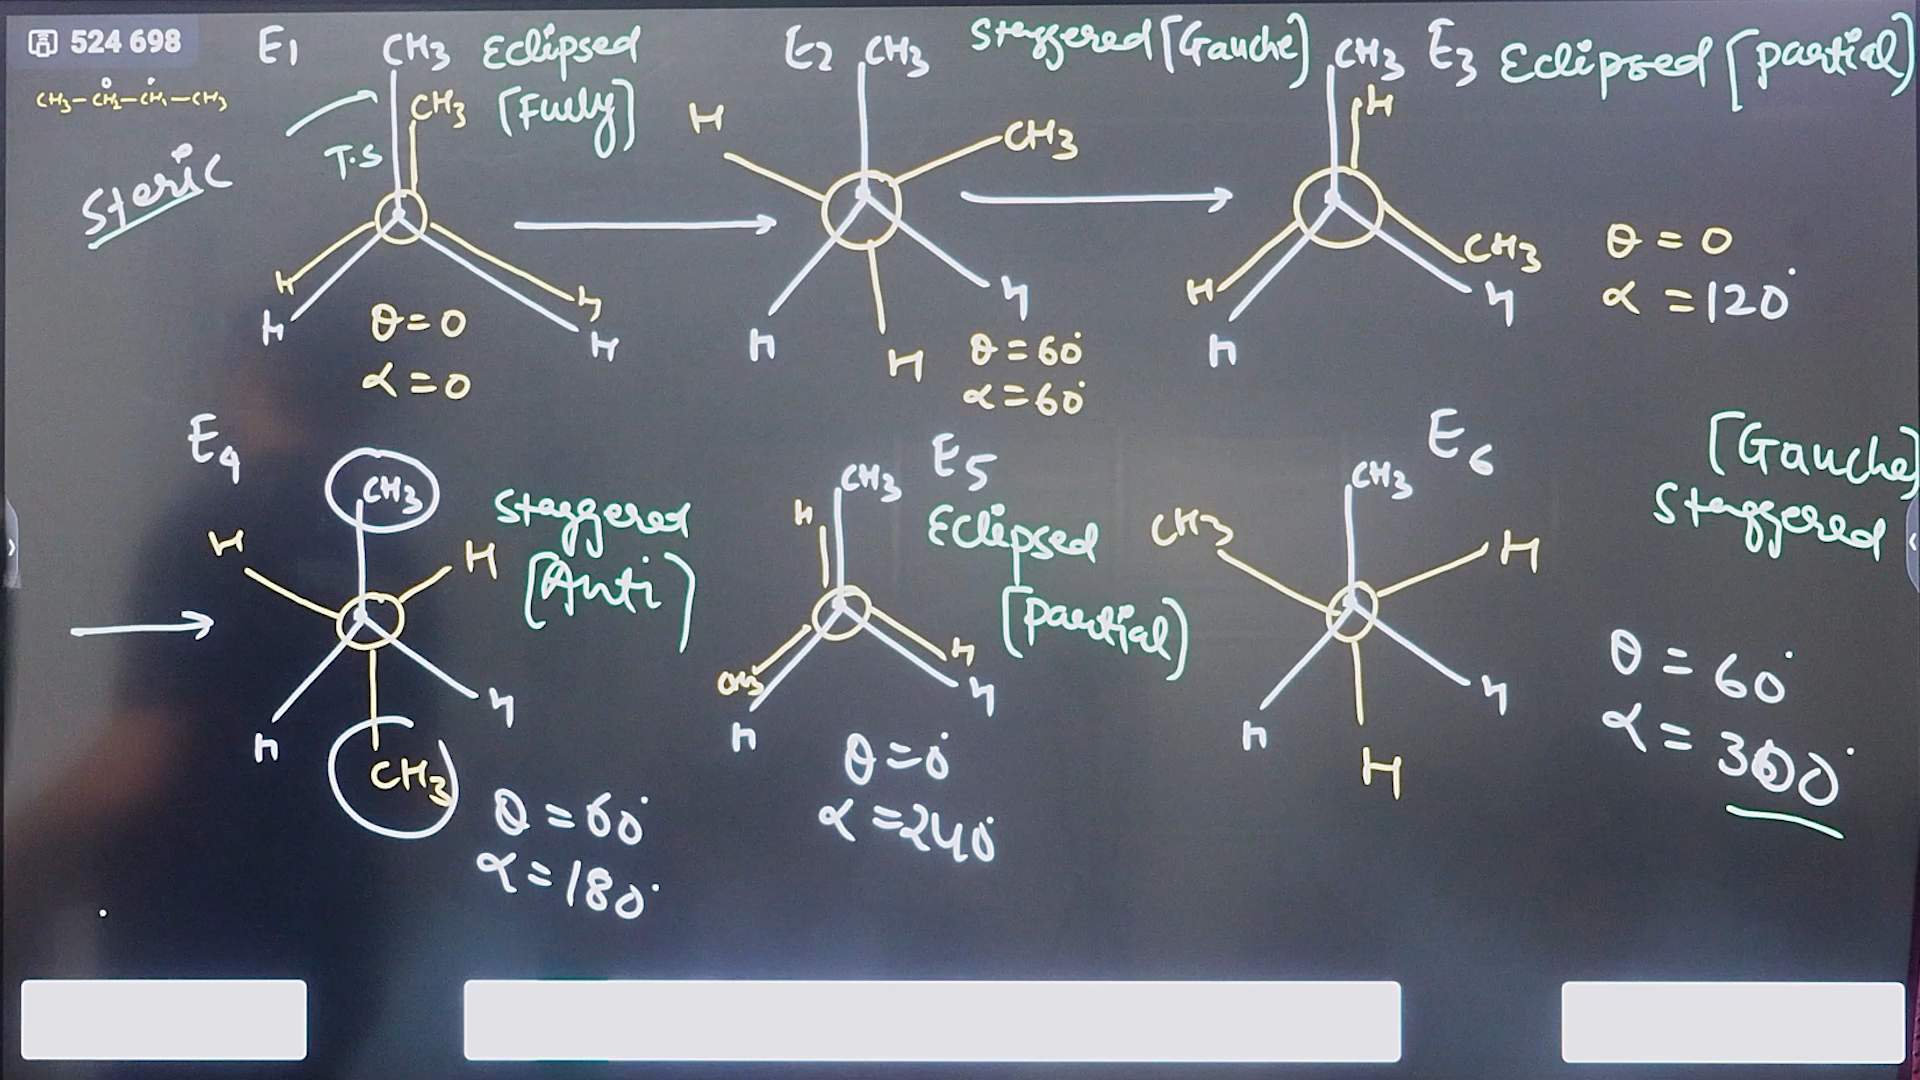 524 698
CH3-CH2-CH2-CH3
Steric
E1
CH3
Eclipsed
[Fully]
CH3
T.S
H
H
H
H
θ=0
α=0
E2
CH3
Staggered [Gauche]
H
CH3
H
H
H
θ=60°
α=60°
CH3
E3
Eclipsed [partial]
H
H
CH3
H
H
θ=0
α=120°
E4
CH3
Staggered
[Anti]
H
H
H
H
CH3
θ=60°
α=180°
E5
CH3
Eclipsed
[partial]
H
CH3
H
H
H
θ=0°
α=240°
E6
CH3
[Gauche]
Staggered
CH3
H
H
H
H
θ=60°
α=300°